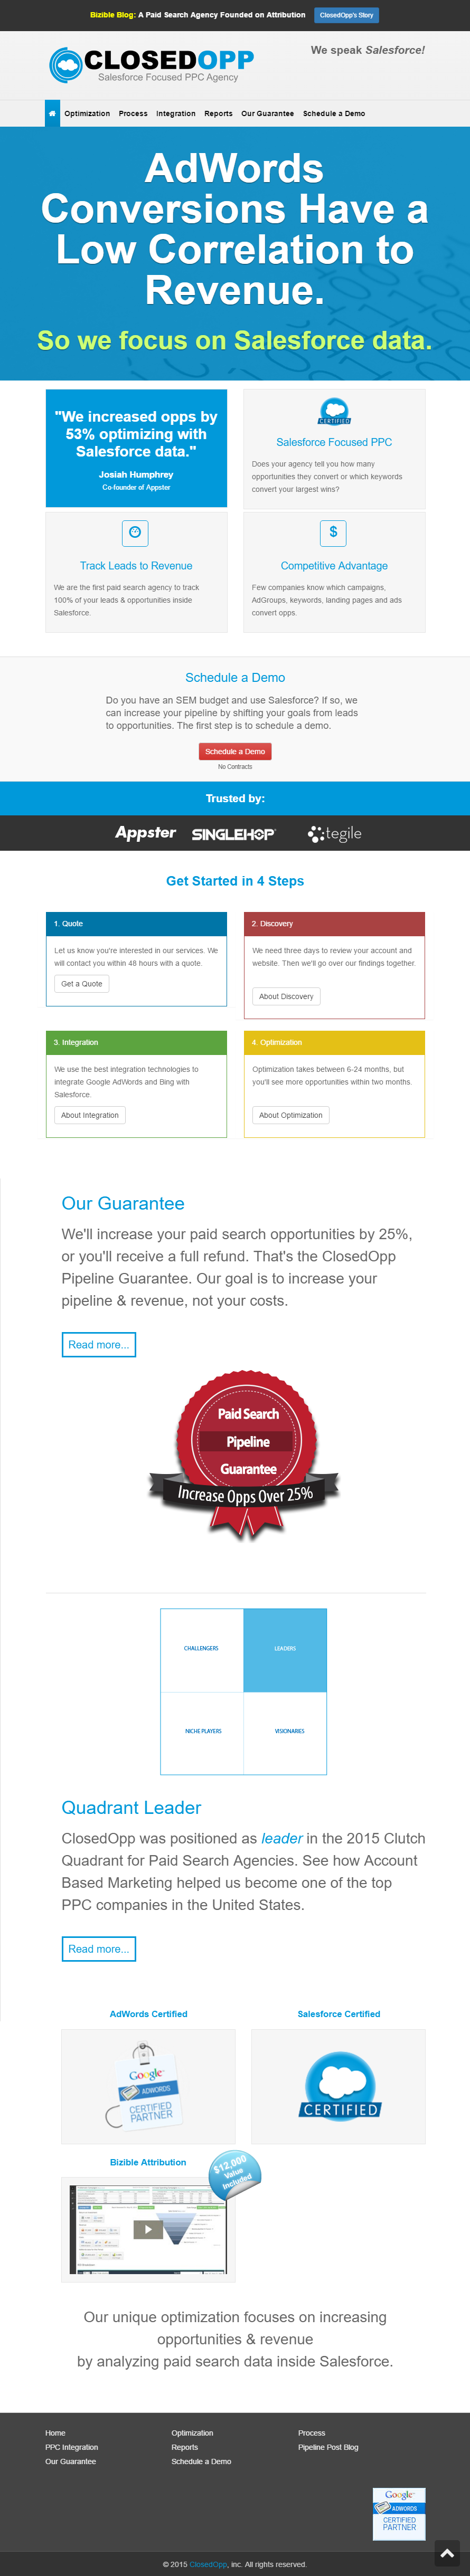 Bizible Blog: A Paid Search Agency Founded on Attribution
ClosedOpp's Story
CLOSEDOPP
Salesforce Focused PPC Agency
We speak Salesforce!
Optimization Process Integration Reports Our Guarantee Schedule a Demo
AdWords
Conversions Have a
Low Correlation to
Revenue.
So we focus on Salesforce data.
"We increased opps by
53% optimizing with
Salesforce data."
Josiah Humphrey
Co-founder of Appster
CERTIFIED
Salesforce Focused PPC
Does your agency tell you how many
opportunities they convert or which keywords
convert your largest wins?
Track Leads to Revenue
We are the first paid search agency to track
100% of your leads & opportunities inside
Salesforce.
$
Competitive Advantage
Few companies know which campaigns,
AdGroups, keywords, landing pages and ads
convert opps.
Schedule a Demo
Do you have an SEM budget and use Salesforce? If so, we
can increase your pipeline by shifting your goals from leads
to opportunities. The first step is to schedule a demo.
Schedule a Demo
No Contracts
Trusted by:
Appster SINGLEHOP tegile
Get Started in 4 Steps
1. Quote
Let us know you're interested in our services. We
will contact you within 48 hours with a quote.
Get a Quote
2. Discovery
We need three days to review your account and
website. Then we'll go over our findings together.
About Discovery
3. Integration
We use the best integration technologies to
integrate Google AdWords and Bing with
Salesforce.
About Integration
4. Optimization
Optimization takes between 6-24 months, but
you'll see more opportunities within two months.
About Optimization
Our Guarantee
We'll increase your paid search opportunities by 25%,
or you'll receive a full refund. That's the ClosedOpp
Pipeline Guarantee. Our goal is to increase your
pipeline & revenue, not your costs.
Read more...
Paid Search
Pipeline
Guarantee
Increase Opps Over 25%
CHALLENGERS LEADERS
NICHE PLAYERS VISIONARIES
Quadrant Leader
ClosedOpp was positioned as leader in the 2015 Clutch
Quadrant for Paid Search Agencies. See how Account
Based Marketing helped us become one of the top
PPC companies in the United States.
Read more...
AdWords Certified
Google
ADWORDS
CERTIFIED
PARTNER
Salesforce Certified
CERTIFIED
Bizible Attribution
$12,000
Value
Included
Our unique optimization focuses on increasing
opportunities & revenue
by analyzing paid search data inside Salesforce.
Home Optimization Process
PPC Integration Reports Pipeline Post Blog
Our Guarantee Schedule a Demo
Google
ADWORDS
CERTIFIED
PARTNER
© 2015 ClosedOpp, inc. All rights reserved.